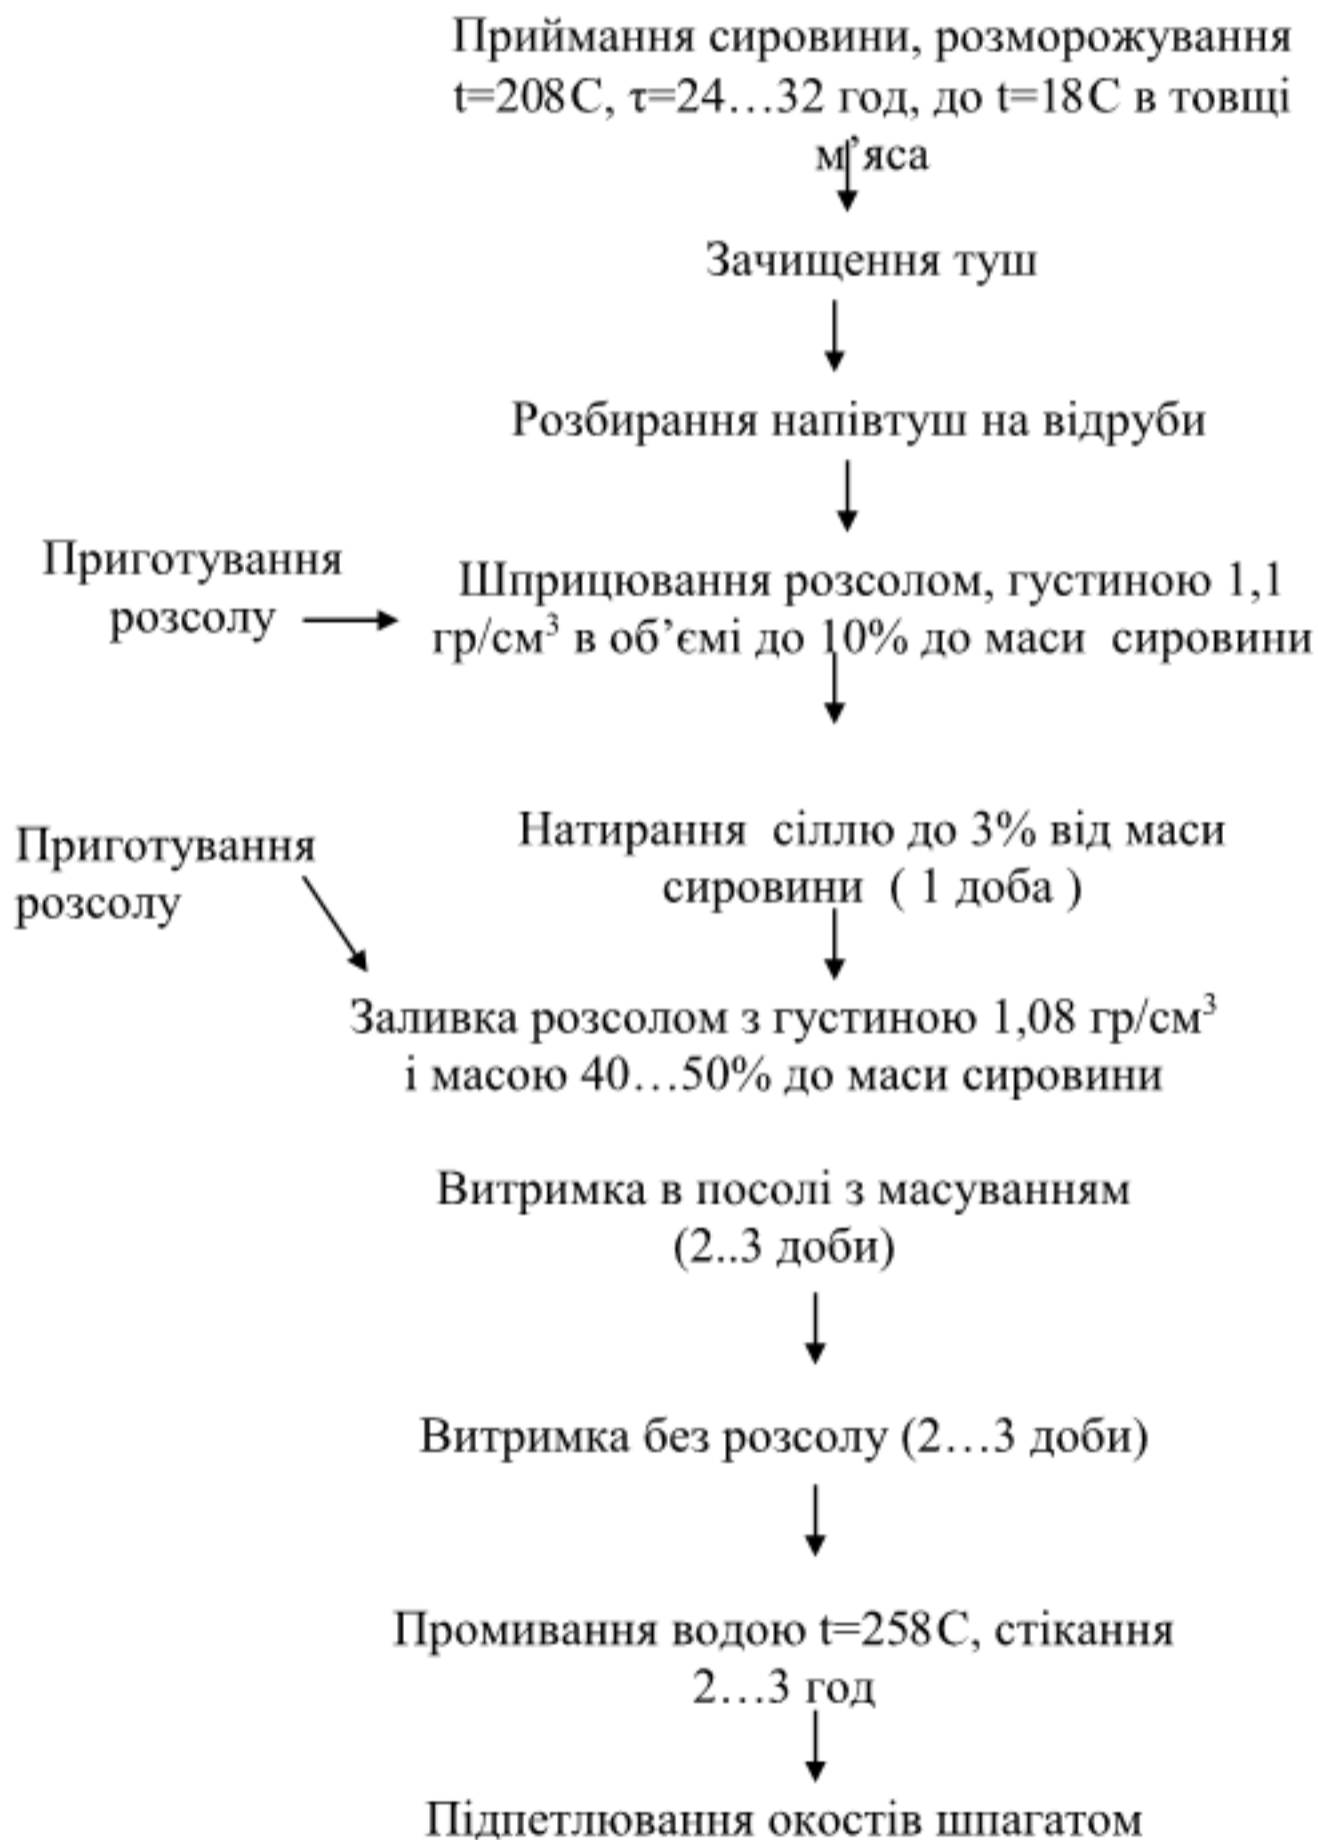 Приймання сировини, розморожування
t=208С, τ=24…32 год, до t=18С в товщі
м’яса
Зачищення туш
Розбирання напівтуш на відруби
Приготування
розсолу
Шприцювання розсолом, густиною 1,1
гр/см³ в об’ємі до 10% до маси сировини
Натирання сіллю до 3% від маси
сировини ( 1 доба )
Приготування
розсолу
Заливка розсолом з густиною 1,08 гр/см³
і масою 40…50% до маси сировини
Витримка в посолі з масуванням
(2..3 доби)
Витримка без розсолу (2…3 доби)
Промивання водою t=258С, стікання
2…3 год
Підпетлювання окостів шпагатом